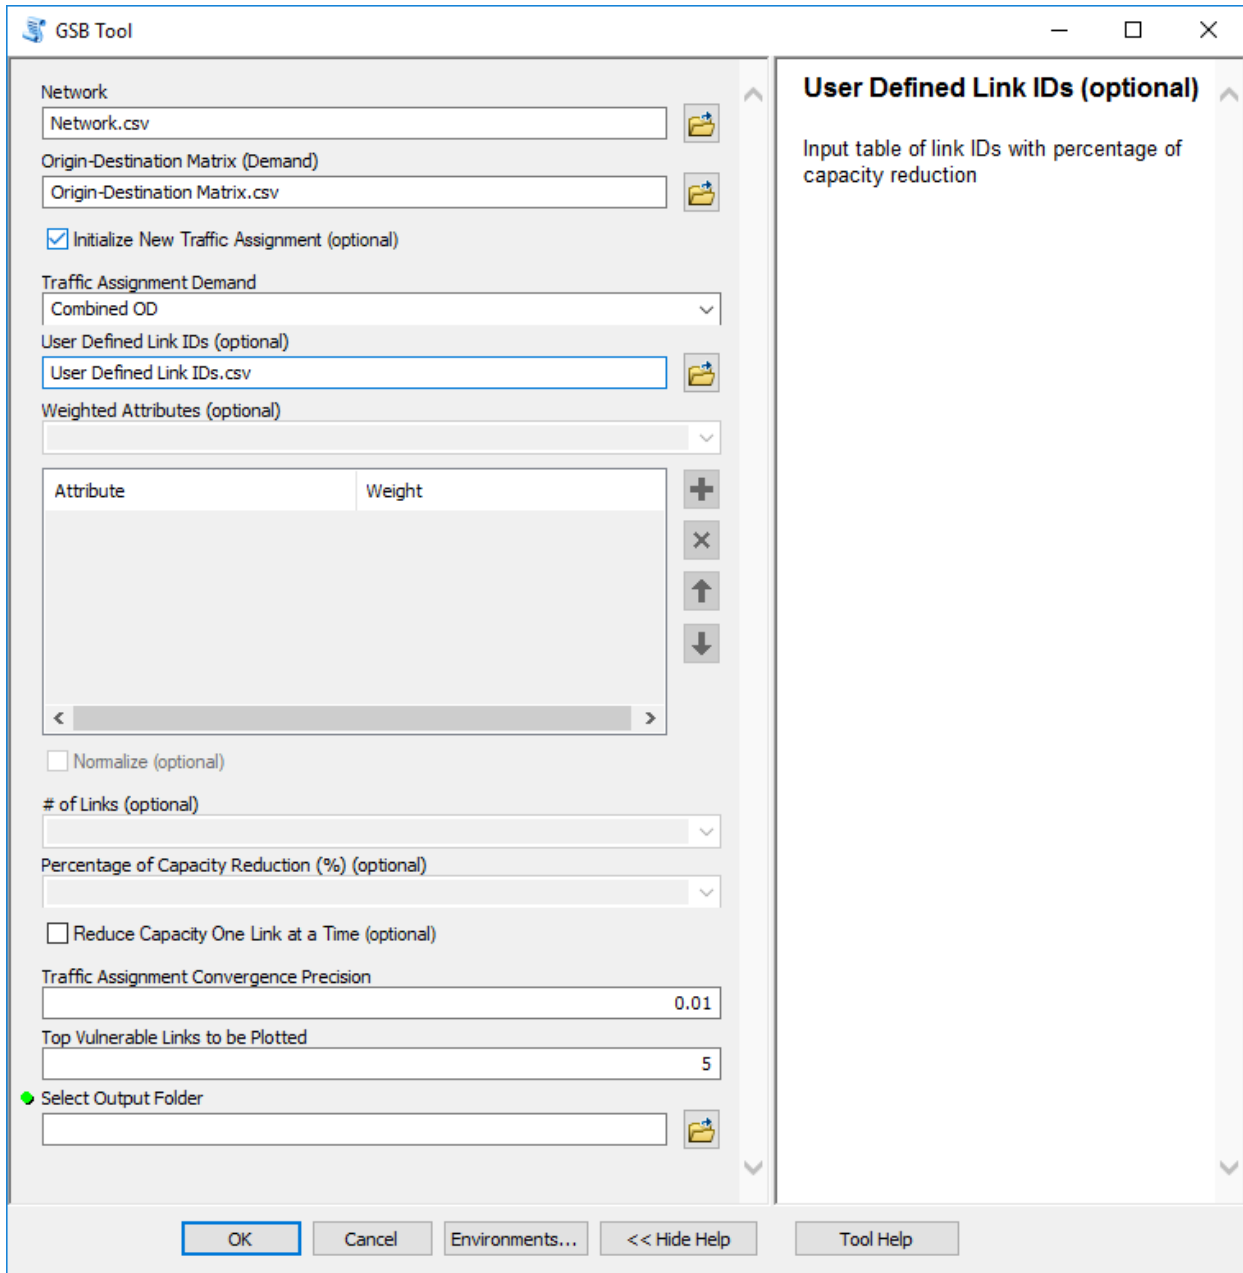 GSB Tool
Network
Network.csv
Origin-Destination Matrix (Demand)
Origin-Destination Matrix.csv
Initialize New Traffic Assignment (optional)
Traffic Assignment Demand
Combined OD
User Defined Link IDs (optional)
User Defined Link IDs.csv
Weighted Attributes (optional)
Attribute Weight
Normalize (optional)
# of Links (optional)
Percentage of Capacity Reduction (%) (optional)
Reduce Capacity One Link at a Time (optional)
Traffic Assignment Convergence Precision
0.01
Top Vulnerable Links to be Plotted
5
Select Output Folder
User Defined Link IDs (optional)
Input table of link IDs with percentage of
capacity reduction
OK Cancel Environments... << Hide Help Tool Help